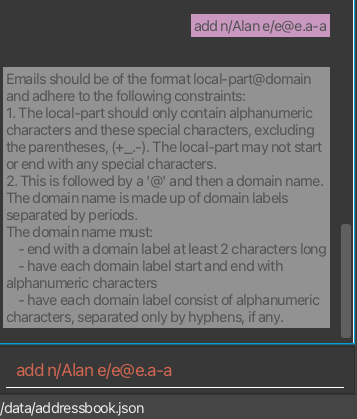 add n/Alan e/e@e.a-a
Emails should be of the format local-part@domain
and adhere to the following constraints:
1. The local-part should only contain alphanumeric
characters and these special characters, excluding
the parentheses, (+_.-). The local-part may not start
or end with any special characters.
2. This is followed by a '@' and then a domain name.
The domain name is made up of domain labels
separated by periods.
The domain name must:
- end with a domain label at least 2 characters long
- have each domain label start and end with
alphanumeric characters
- have each domain label consist of alphanumeric
characters, separated only by hyphens, if any.
add n/Alan e/e@e.a-a
/data/addressbook.json